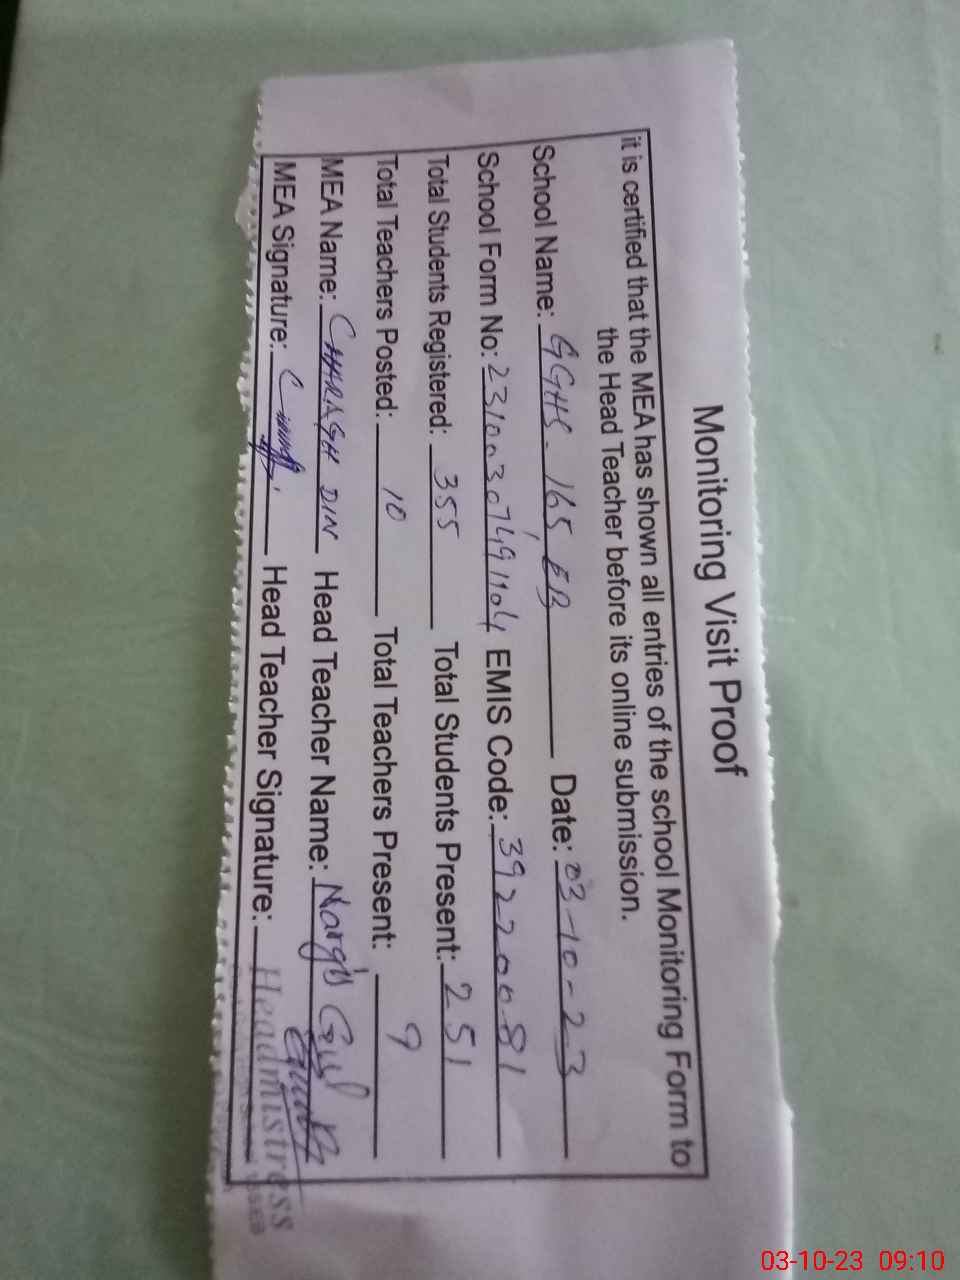 Monitoring Visit Proof
it is certified that the MEA has shown all entries of the school Monitoring Form to
the Head Teacher before its online submission.
School Name: GGHS. 165, EB Date: 03-10-23
School Form No: EMIS Code: 39220081
Total Students Registered: 355 Total Students Present: 251
Total Teachers Posted: 10 Total Teachers Present: 9
MEA Name: CHARAGH DIN Head Teacher Name: Nargis Gul
MEA Signature: Head Teacher Signature:
Headmistress
03-10-23 09:10